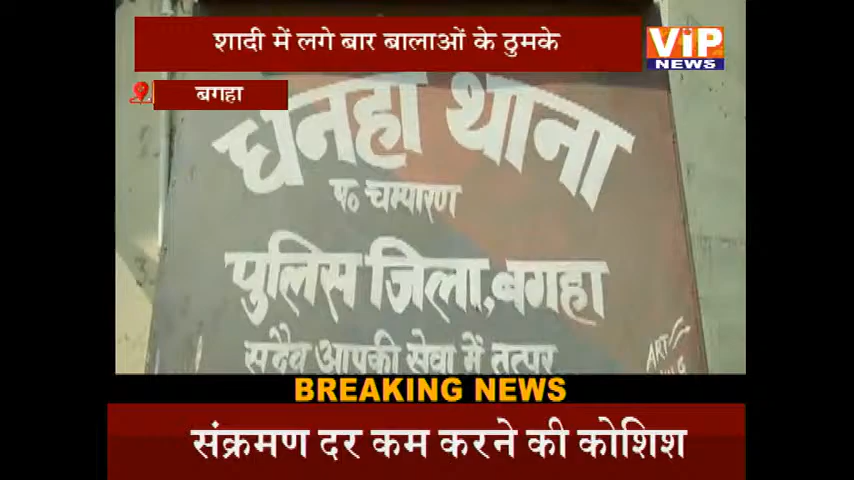 शादी में लगे बार बालाओं के ठुमके
VIP
NEWS
बगहा
धनहा थाना
प० चम्पारण
पुलिस जिला, बगहा
सदैव आपकी सेवा में तत्पर
ART
BREAKING NEWS
संक्रमण दर कम करने की कोशिश